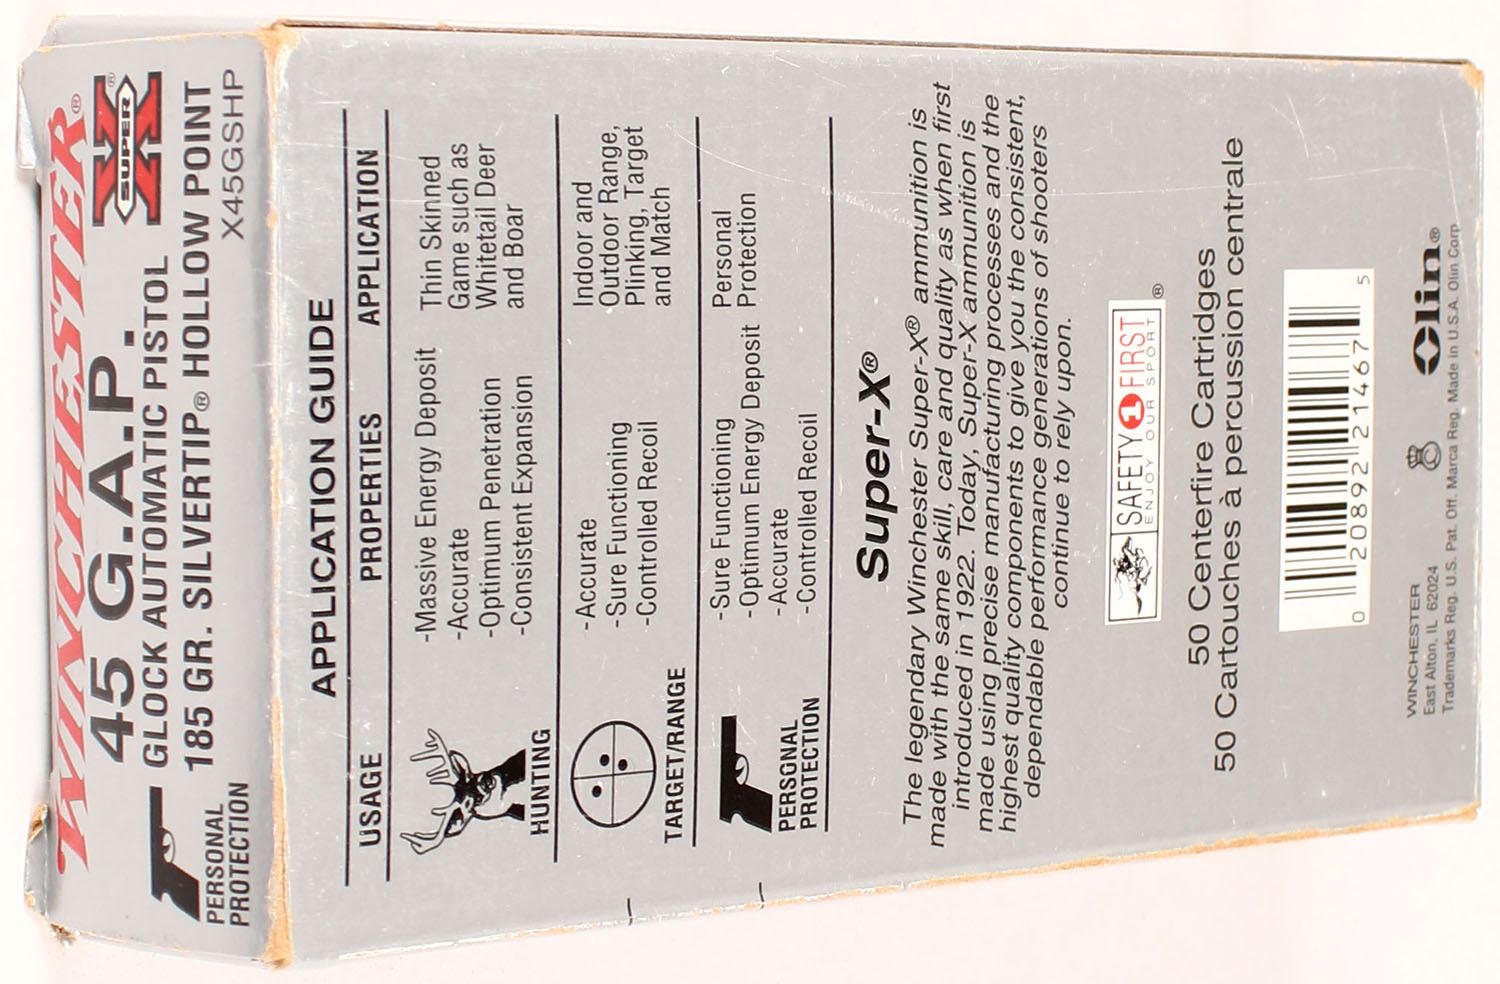 WINCHESTER®
45 G.A.P.
SUPER X®
GLOCK AUTOMATIC PISTOL
185 GR. SILVERTIP® HOLLOW POINT
PERSONAL
PROTECTION
X45GSHP
APPLICATION GUIDE
USAGE PROPERTIES APPLICATION
HUNTING
-Massive Energy Deposit
-Accurate
-Optimum Penetration
-Consistent Expansion
Thin Skinned
Game such as
Whitetail Deer
and Boar
TARGET/RANGE
-Accurate
-Sure Functioning
-Controlled Recoil
Indoor and
Outdoor Range,
Plinking, Target
and Match
PERSONAL
PROTECTION
-Sure Functioning
-Optimum Energy Deposit
-Accurate
-Controlled Recoil
Personal
Protection
Super-X®
The legendary Winchester Super-X® ammunition is
made with the same skill, care and quality as when first
introduced in 1922. Today, Super-X ammunition is
made using precise manufacturing processes and the
highest quality components to give you the consistent,
dependable performance generations of shooters
continue to rely upon.
SAFETY 1 FIRST®
ENJOY OUR SPORT
50 Centerfire Cartridges
50 Cartouches à percussion centrale
0 20892 21467 5
WINCHESTER
East Alton, IL 62024
Trademarks Reg. U.S. Pat. Off. Marca Reg. Made in U.S.A. Olin Corp
Olin®